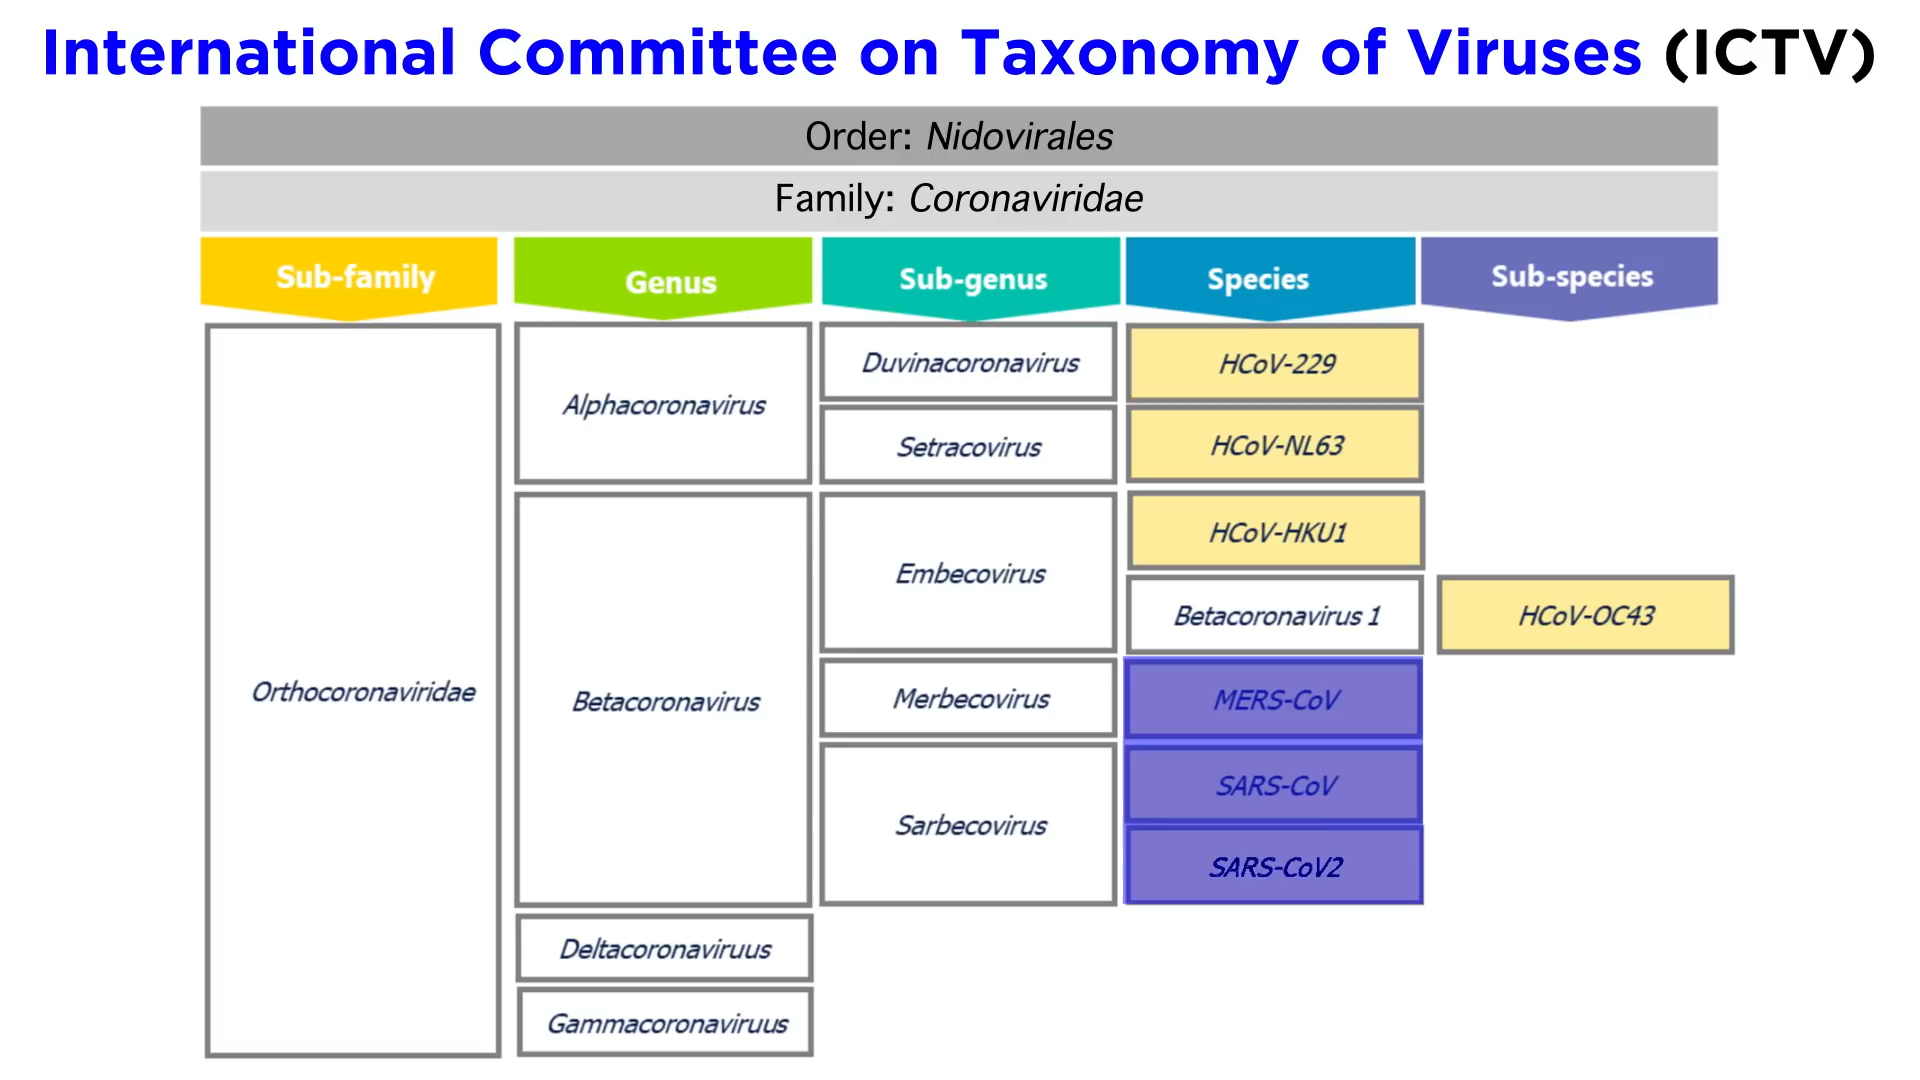 International Committee on Taxonomy of Viruses (ICTV)
Order: Nidovirales
Family: Coronaviridae
Sub-family
Genus
Sub-genus
Species
Sub-species
Orthocoronaviridae
Alphacoronavirus
Duvinacoronavirus
HCoV-229
Setracovirus
HCoV-NL63
Betacoronavirus
Embecovirus
HCoV-HKU1
Betacoronavirus 1
HCoV-OC43
Merbecovirus
MERS-CoV
Sarbecovirus
SARS-CoV
SARS-CoV2
Deltacoronaviruus
Gammacoronaviruus